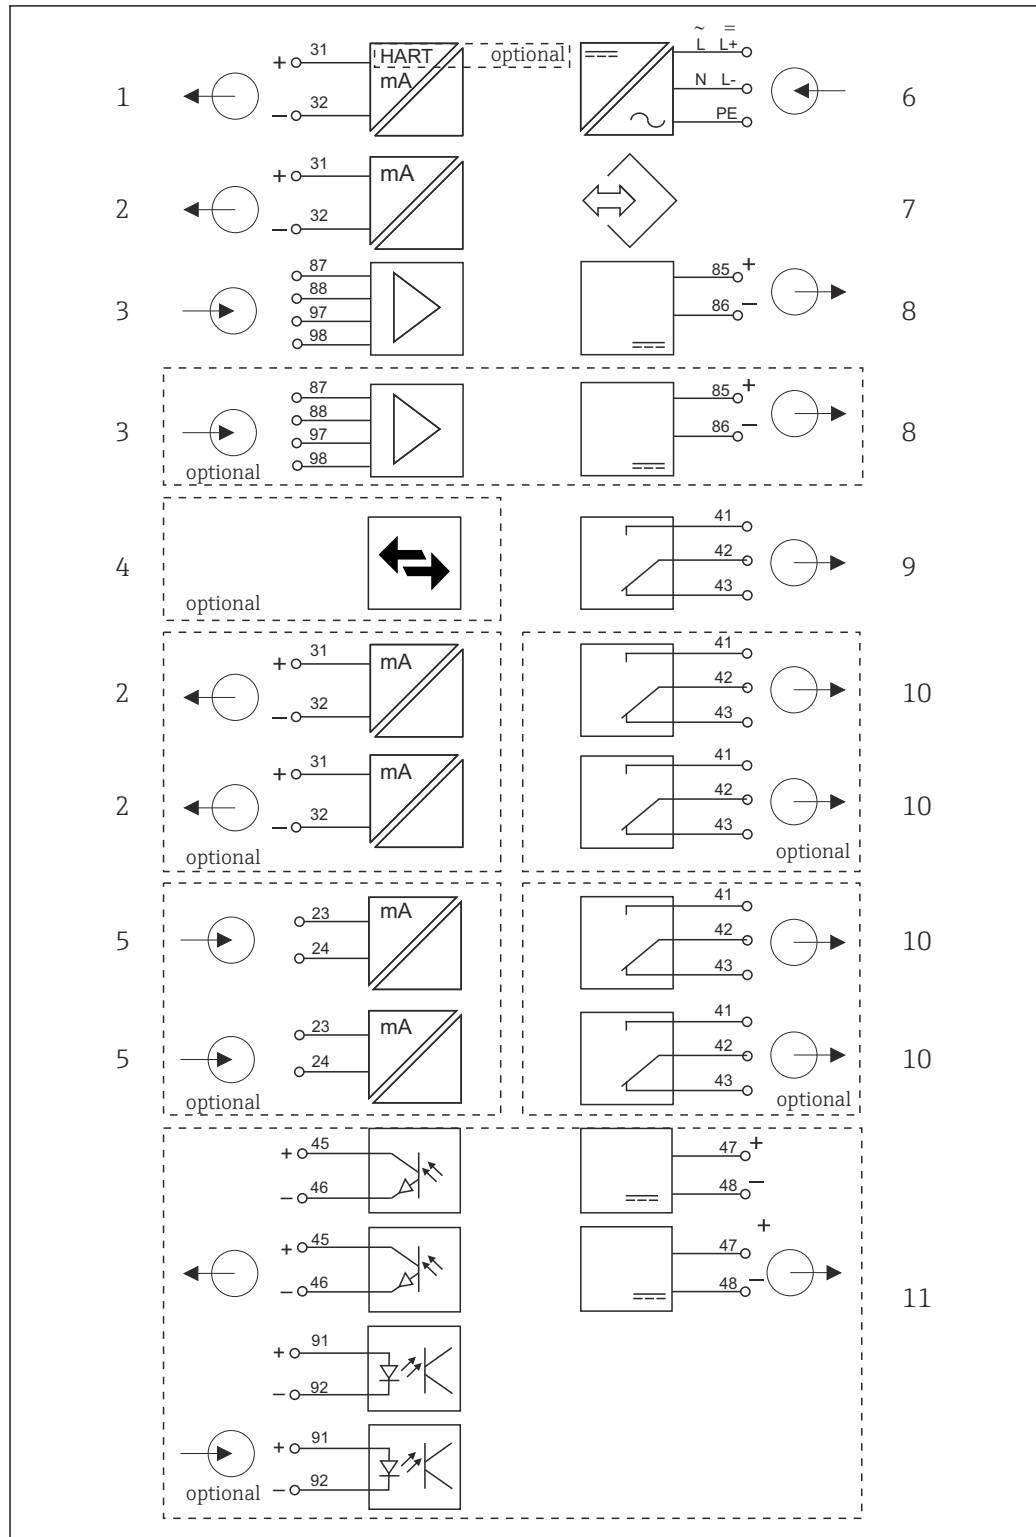 1 + 31 HART optional
mA
− 32
~ =
L L+
N L-
PE 6
2 + 31 mA
− 32
7
3 87
88
97
98
85 +
86 − 8
3 87
88
97
98
optional
85 +
86 − 8
4 optional
41
42
43 9
2 + 31 mA
− 32
41
42
43 10
2 + 31 mA
− 32
optional
41
42
43 10
optional
5 23 mA
24
41
42
43 10
5 23 mA
24
optional
41
42
43 10
optional
+ 45
− 46
47 +
48 −
+ 45
− 46
+
47
48 −
11
+ 91
− 92
+ 91
− 92
optional